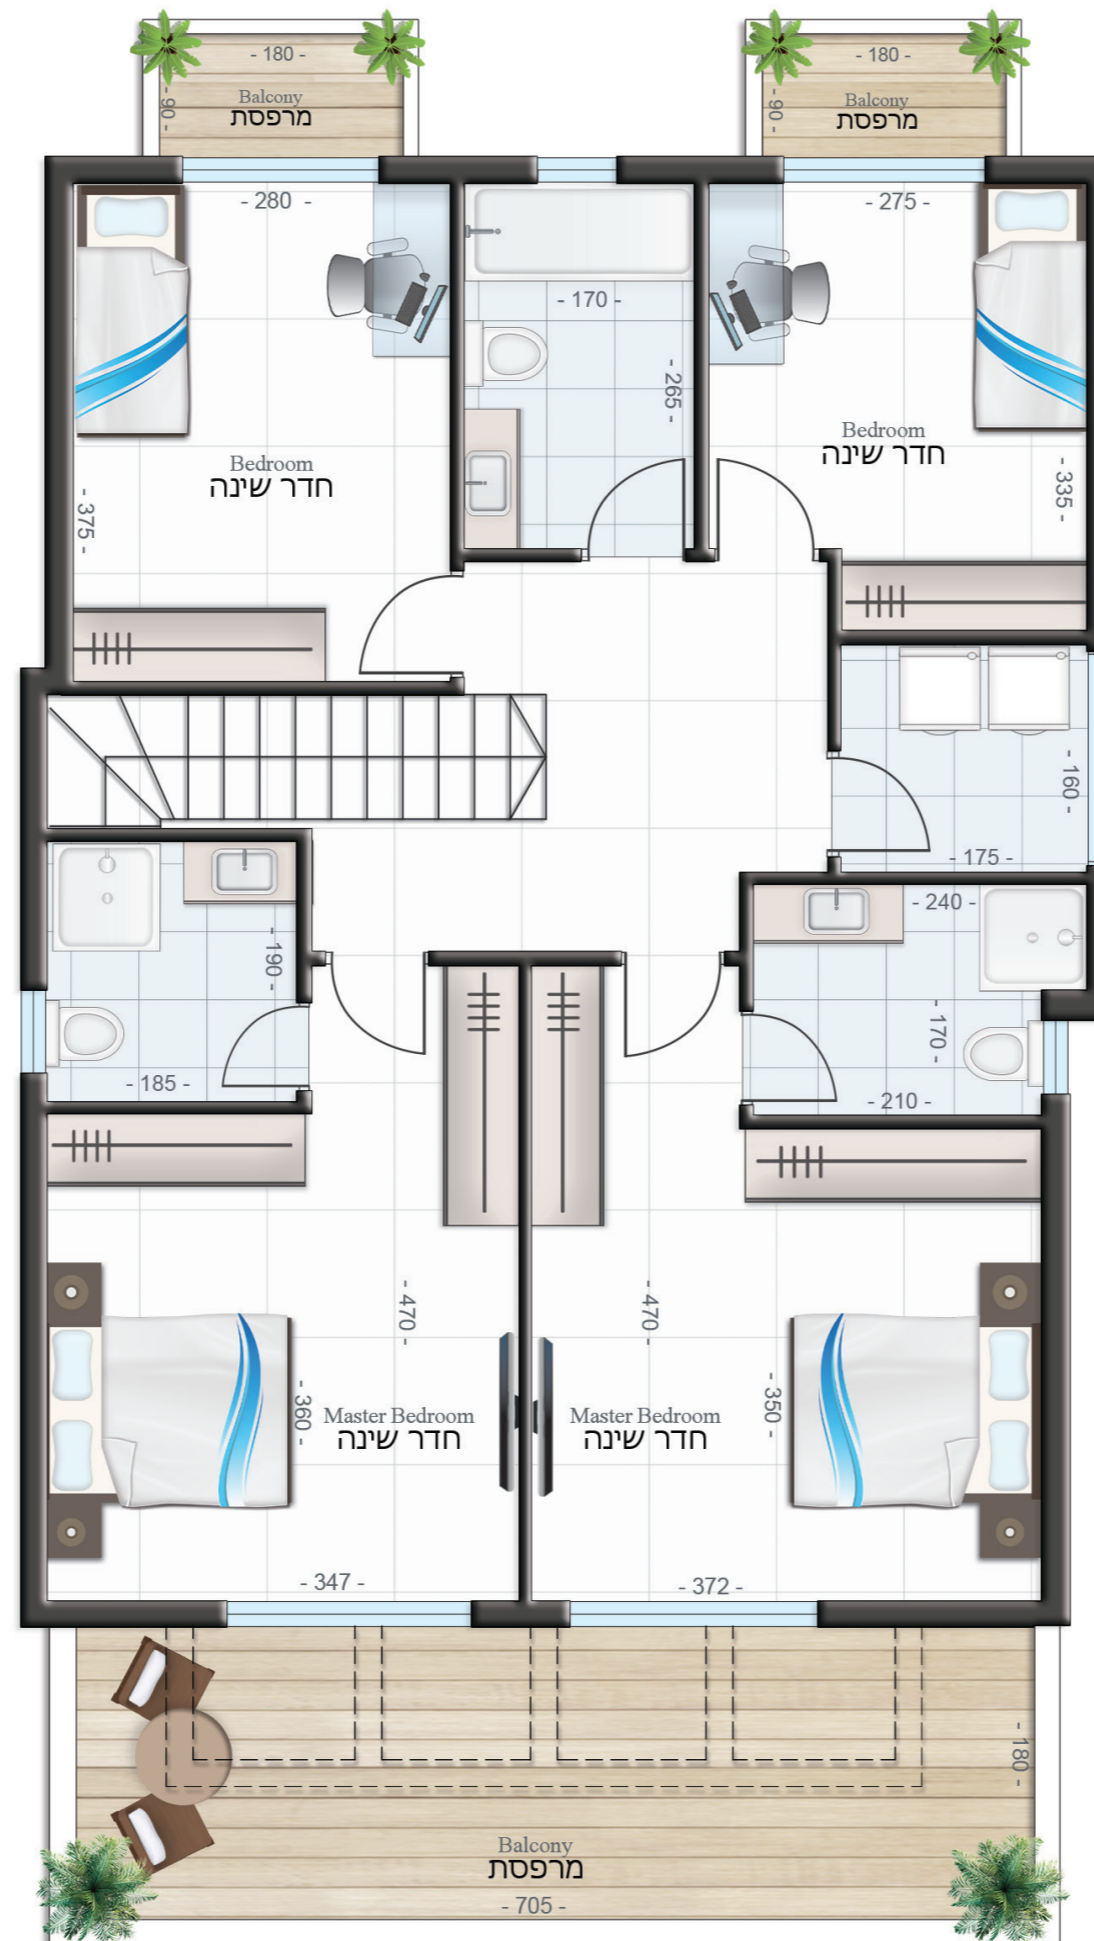 - 180 -
- 180 -
- 90 -
Balcony
מרפסת
- 90 -
Balcony
מרפסת
- 280 -
- 275 -
- 170 -
- 265 -
Bedroom
חדר שינה
Bedroom
חדר שינה
- 375 -
- 335 -
- 160 -
- 175 -
- 190 -
- 240 -
- 185 -
- 170 -
- 210 -
- 470 -
- 470 -
- 360 -
Master Bedroom
חדר שינה
Master Bedroom
חדר שינה
- 350 -
- 347 -
- 372 -
- 180 -
Balcony
מרפסת
- 705 -